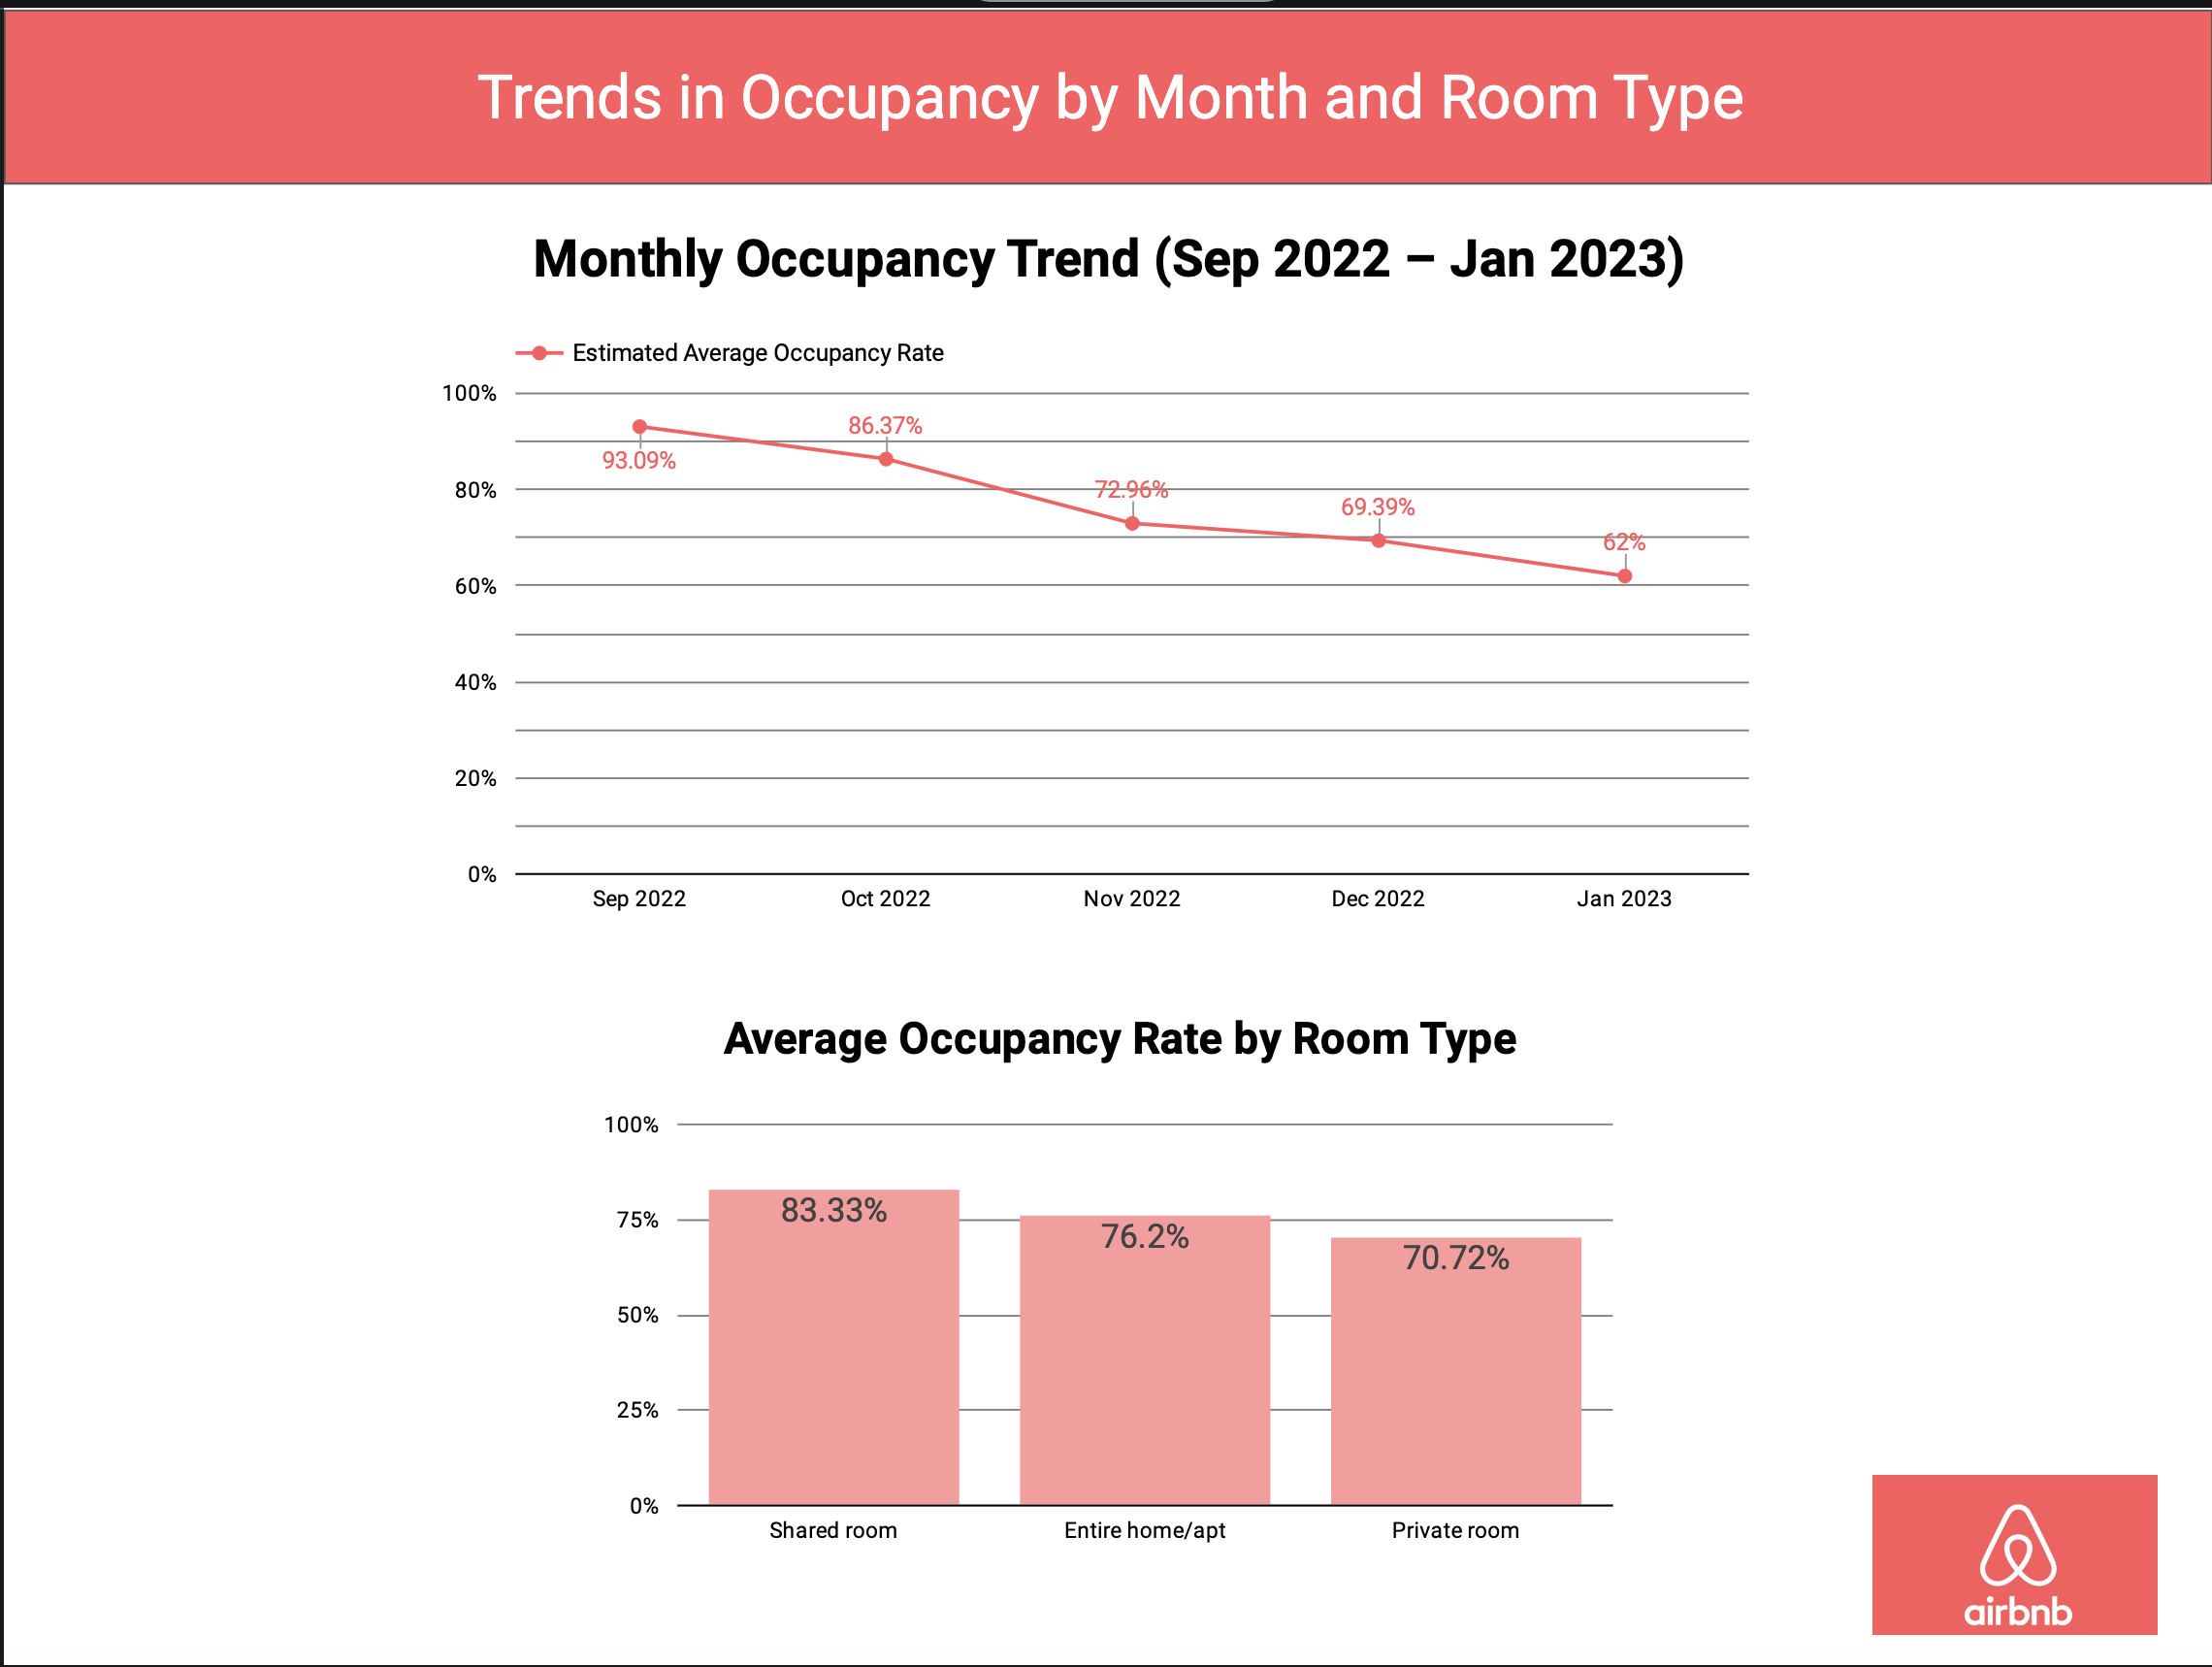 Trends in Occupancy by Month and Room Type
Monthly Occupancy Trend (Sep 2022 – Jan 2023)
Estimated Average Occupancy Rate
100%
80%
60%
40%
20%
0%
93.09%
86.37%
72.96%
69.39%
62%
Sep 2022 Oct 2022 Nov 2022 Dec 2022 Jan 2023
Average Occupancy Rate by Room Type
100%
75%
50%
25%
0%
83.33%
76.2%
70.72%
Shared room Entire home/apt Private room
airbnb